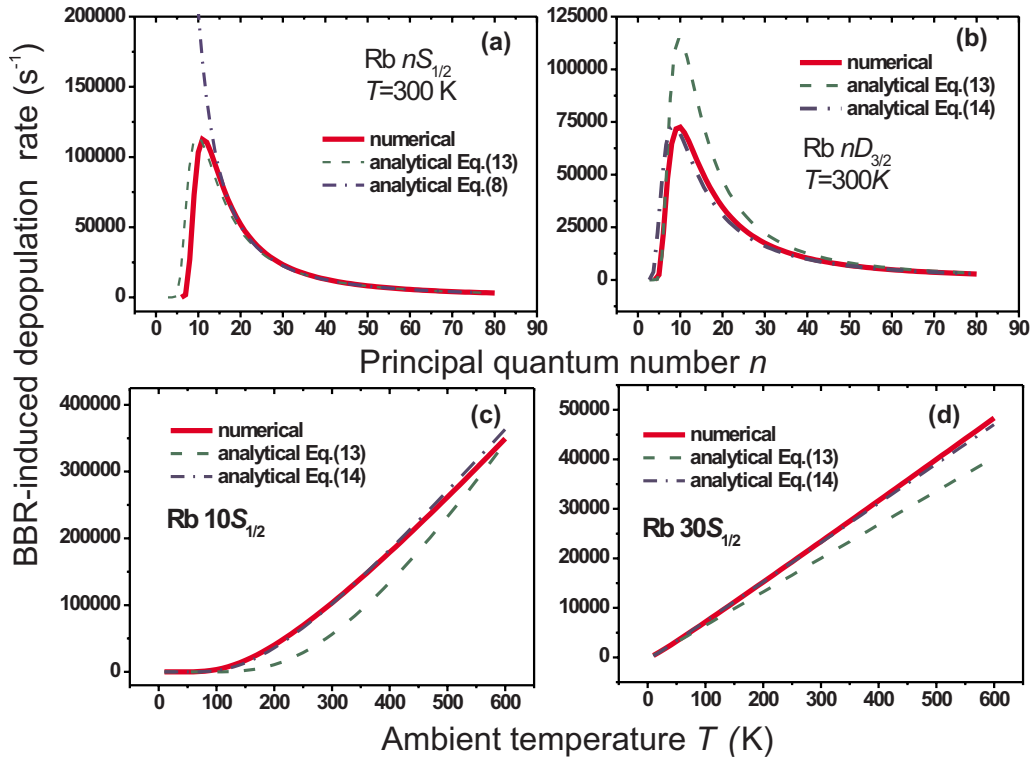 BBR-induced depopulation rate (s⁻¹)
200000
150000
100000
50000
0
0 10 20 30 40 50 60 70 80 90
(a)
Rb nS1/2
T=300 K
numerical
analytical Eq.(13)
analytical Eq.(8)
125000
100000
75000
50000
25000
0
0 10 20 30 40 50 60 70 80 90
(b)
numerical
analytical Eq.(13)
analytical Eq.(14)
Rb nD3/2
T=300K
Principal quantum number n
400000
300000
200000
100000
0
0 100 200 300 400 500 600
(c)
numerical
analytical Eq.(13)
analytical Eq.(14)
Rb 10S1/2
50000
40000
30000
20000
10000
0
0 100 200 300 400 500 600
(d)
numerical
analytical Eq.(13)
analytical Eq.(14)
Rb 30S1/2
Ambient temperature T (K)